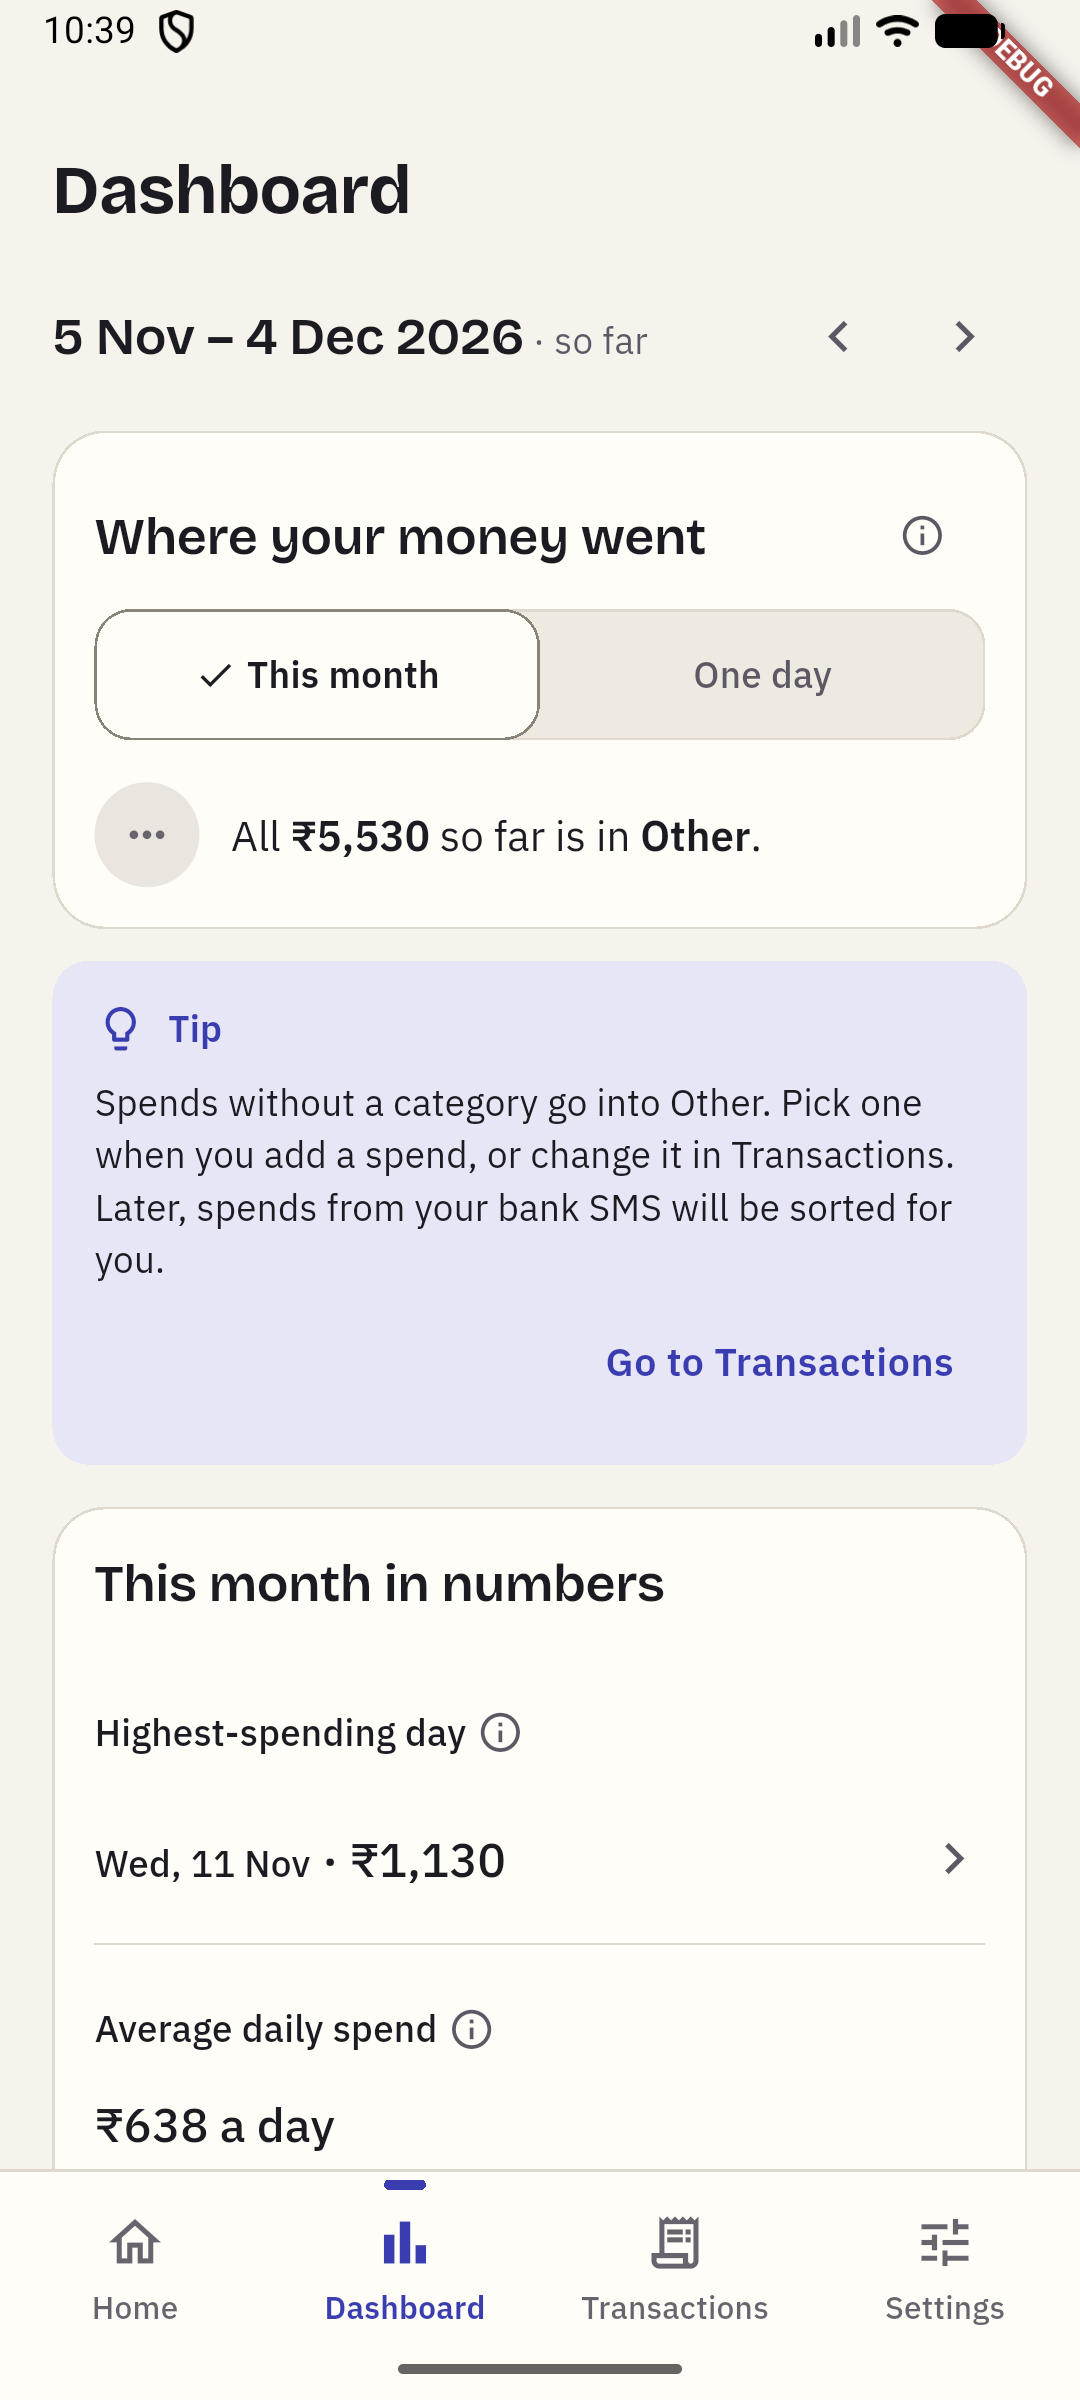 10:39
EBUG
Dashboard
5 Nov – 4 Dec 2026 · so far
Where your money went
This month
One day
All ₹5,530 so far is in Other.
Tip
Spends without a category go into Other. Pick one
when you add a spend, or change it in Transactions.
Later, spends from your bank SMS will be sorted for
you.
Go to Transactions
This month in numbers
Highest-spending day
Wed, 11 Nov · ₹1,130
Average daily spend
₹638 a day
Home
Dashboard
Transactions
Settings